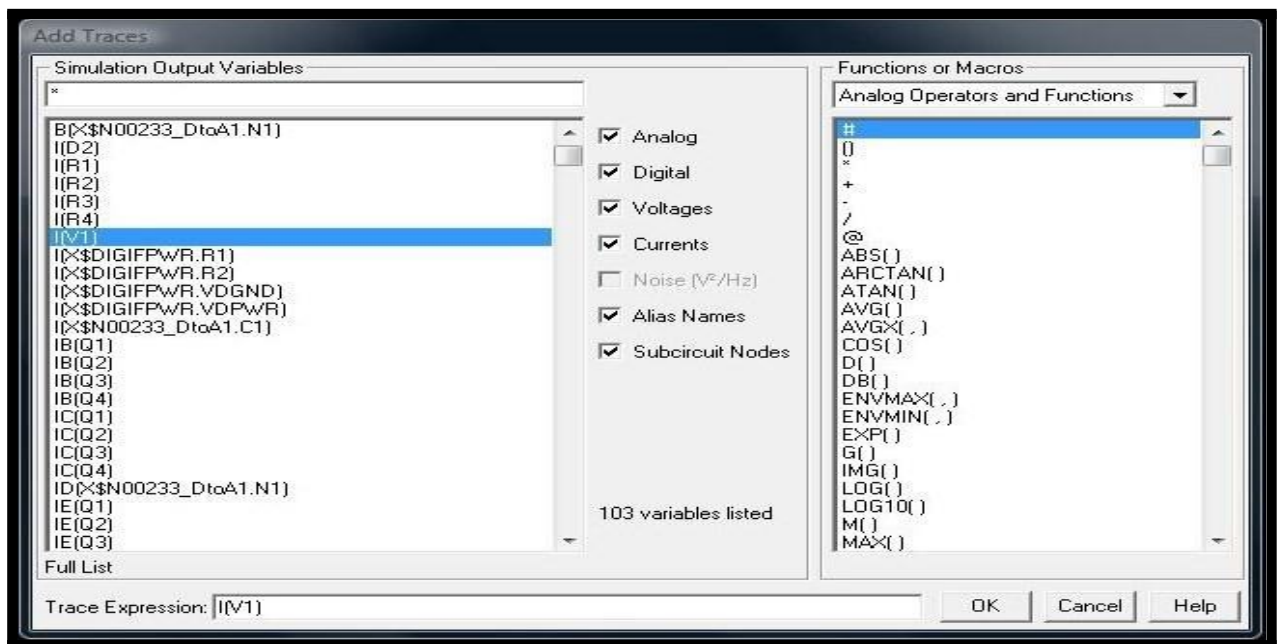 Add Traces
Simulation Output Variables
*
B(X$N00233_DtoA1.N1)
I(D2)
I(R1)
I(R2)
I(R3)
I(R4)
I(V1)
I(X$DIGIFPWR.R1)
I(X$DIGIFPWR.R2)
I(X$DIGIFPWR.VDGND)
I(X$DIGIFPWR.VDPWR)
I(X$N00233_DtoA1.C1)
IB(Q1)
IB(Q2)
IB(Q3)
IB(Q4)
IC(Q1)
IC(Q2)
IC(Q3)
IC(Q4)
ID(X$N00233_DtoA1.N1)
IE(Q1)
IE(Q2)
IE(Q3)
Full List
Analog
Digital
Voltages
Currents
Noise (V²/Hz)
Alias Names
Subcircuit Nodes
103 variables listed
Functions or Macros
Analog Operators and Functions
#
()
*
+
-
/
@
ABS( )
ARCTAN( )
ATAN( )
AVG( )
AVGX( , )
COS( )
D( )
DB( )
ENVMAX( , )
ENVMIN( , )
EXP( )
G( )
IMG( )
LOG( )
LOG10( )
M( )
MAX( )
Trace Expression: I(V1)
OK
Cancel
Help